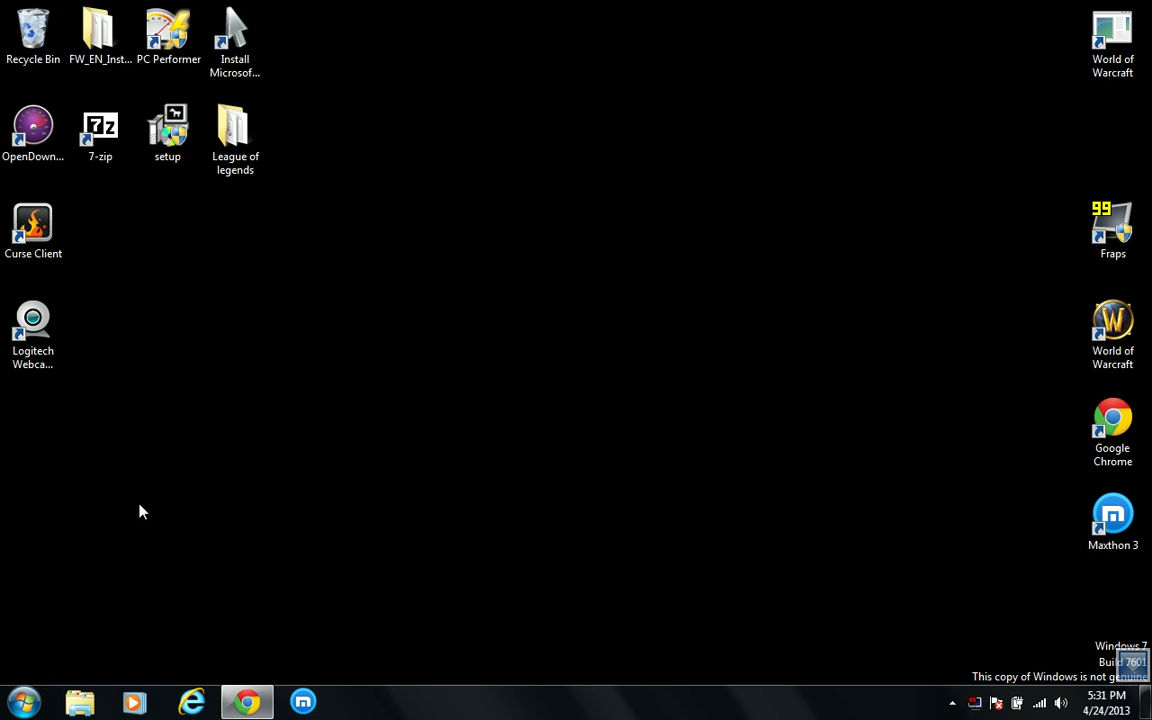 Recycle Bin
FW_EN_Inst...
PC Performer
Install
Microsof...
World of
Warcraft
OpenDown...
7z
7-zip
setup
League of
legends
Curse Client
99
Fraps
Logitech
Webca...
W
World of
Warcraft
Google
Chrome
m
Maxthon 3
Windows 7
Build 7601
This copy of Windows is not genuine
m
5:31 PM
4/24/2013